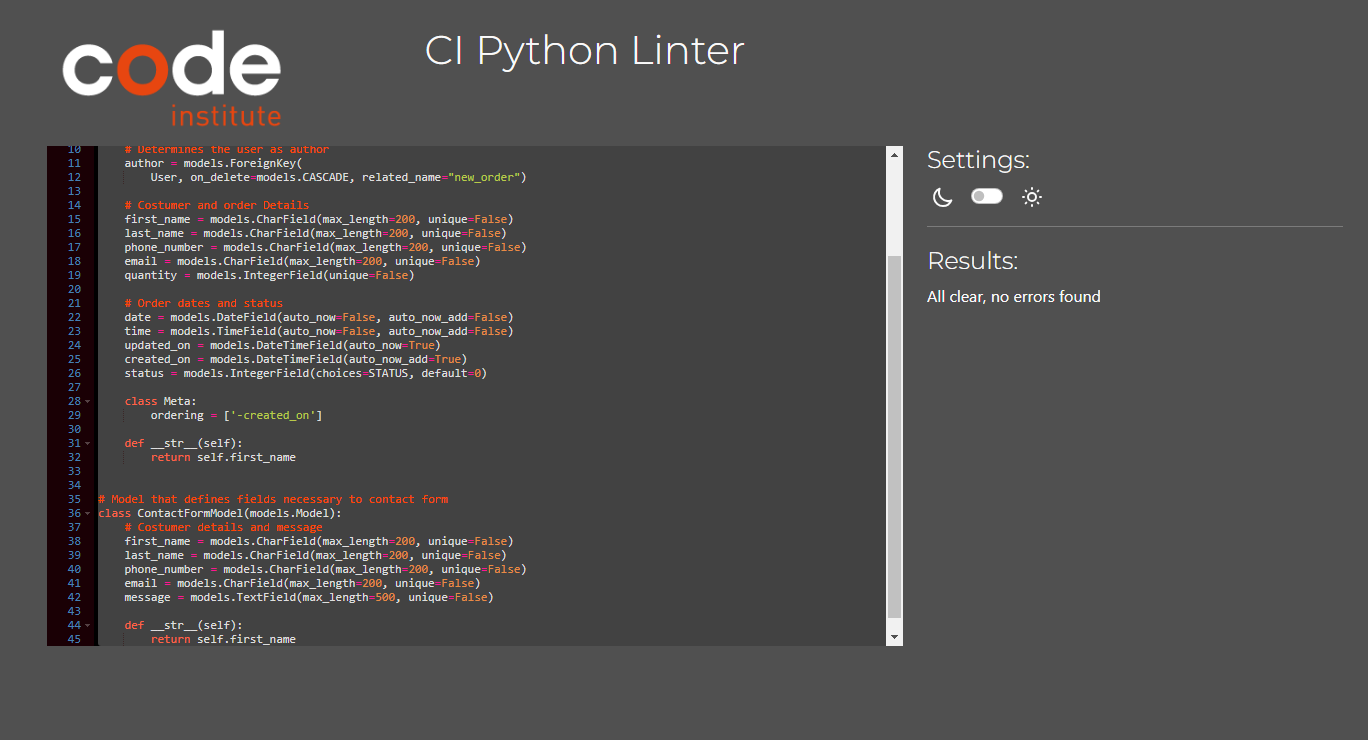 code
institute
CI Python Linter
10 # Determines the user as author
11 author = models.ForeignKey(
12 User, on_delete=models.CASCADE, related_name="new_order")
13
14 # Costumer and order Details
15 first_name = models.CharField(max_length=200, unique=False)
16 last_name = models.CharField(max_length=200, unique=False)
17 phone_number = models.CharField(max_length=200, unique=False)
18 email = models.CharField(max_length=200, unique=False)
19 quantity = models.IntegerField(unique=False)
20
21 # Order dates and status
22 date = models.DateField(auto_now=False, auto_now_add=False)
23 time = models.TimeField(auto_now=False, auto_now_add=False)
24 updated_on = models.DateTimeField(auto_now=True)
25 created_on = models.DateTimeField(auto_now_add=True)
26 status = models.IntegerField(choices=STATUS, default=0)
27
28 class Meta:
29 ordering = ['-created_on']
30
31 def __str__(self):
32 return self.first_name
33
34
35 # Model that defines fields necessary to contact form
36 class ContactFormModel(models.Model):
37 # Costumer details and message
38 first_name = models.CharField(max_length=200, unique=False)
39 last_name = models.CharField(max_length=200, unique=False)
40 phone_number = models.CharField(max_length=200, unique=False)
41 email = models.CharField(max_length=200, unique=False)
42 message = models.TextField(max_length=500, unique=False)
43
44 def __str__(self):
45 return self.first_name
Settings:
Results:
All clear, no errors found